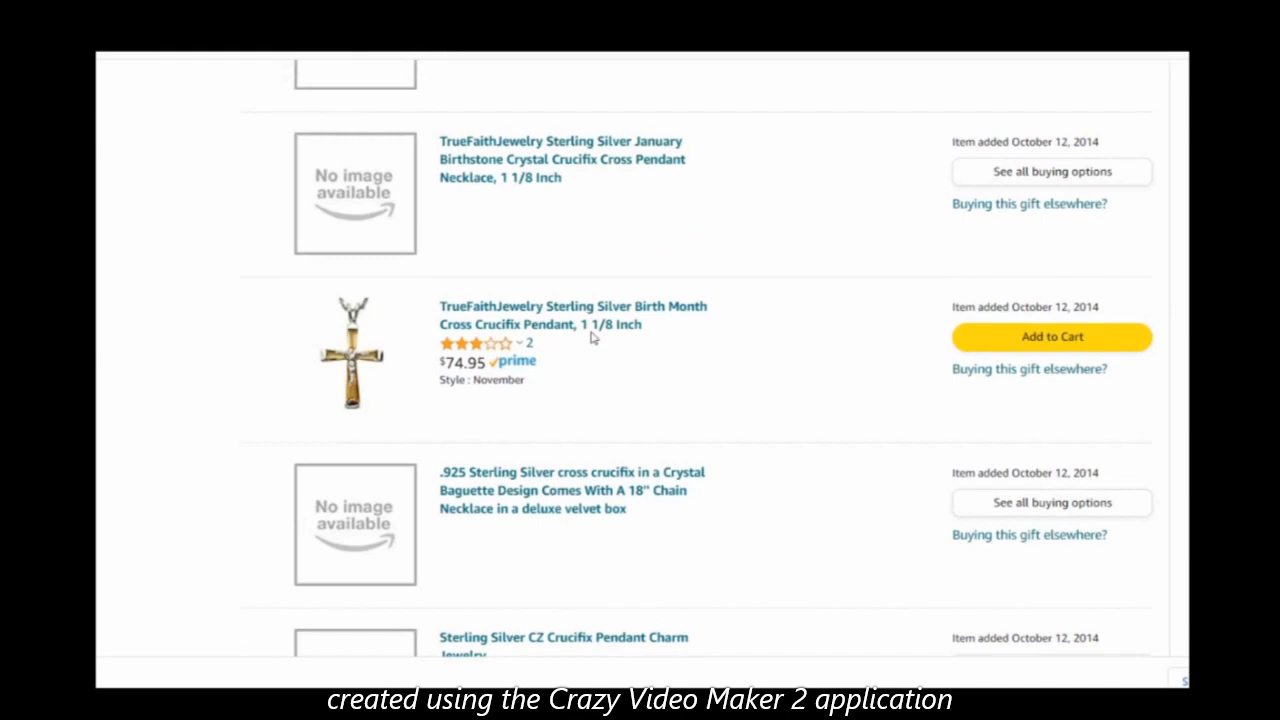 TrueFaithJewelry Sterling Silver January
Birthstone Crystal Crucifix Cross Pendant
Necklace, 1 1/8 Inch
No image
available
Item added October 12, 2014
See all buying options
Buying this gift elsewhere?
TrueFaithJewelry Sterling Silver Birth Month
Cross Crucifix Pendant, 1 1/8 Inch
2
$74.95 prime
Style : November
Item added October 12, 2014
Add to Cart
Buying this gift elsewhere?
.925 Sterling Silver cross crucifix in a Crystal
Baguette Design Comes With A 18" Chain
Necklace in a deluxe velvet box
No image
available
Item added October 12, 2014
See all buying options
Buying this gift elsewhere?
Sterling Silver CZ Crucifix Pendant Charm
Jewelry
Item added October 12, 2014
created using the Crazy Video Maker 2 application